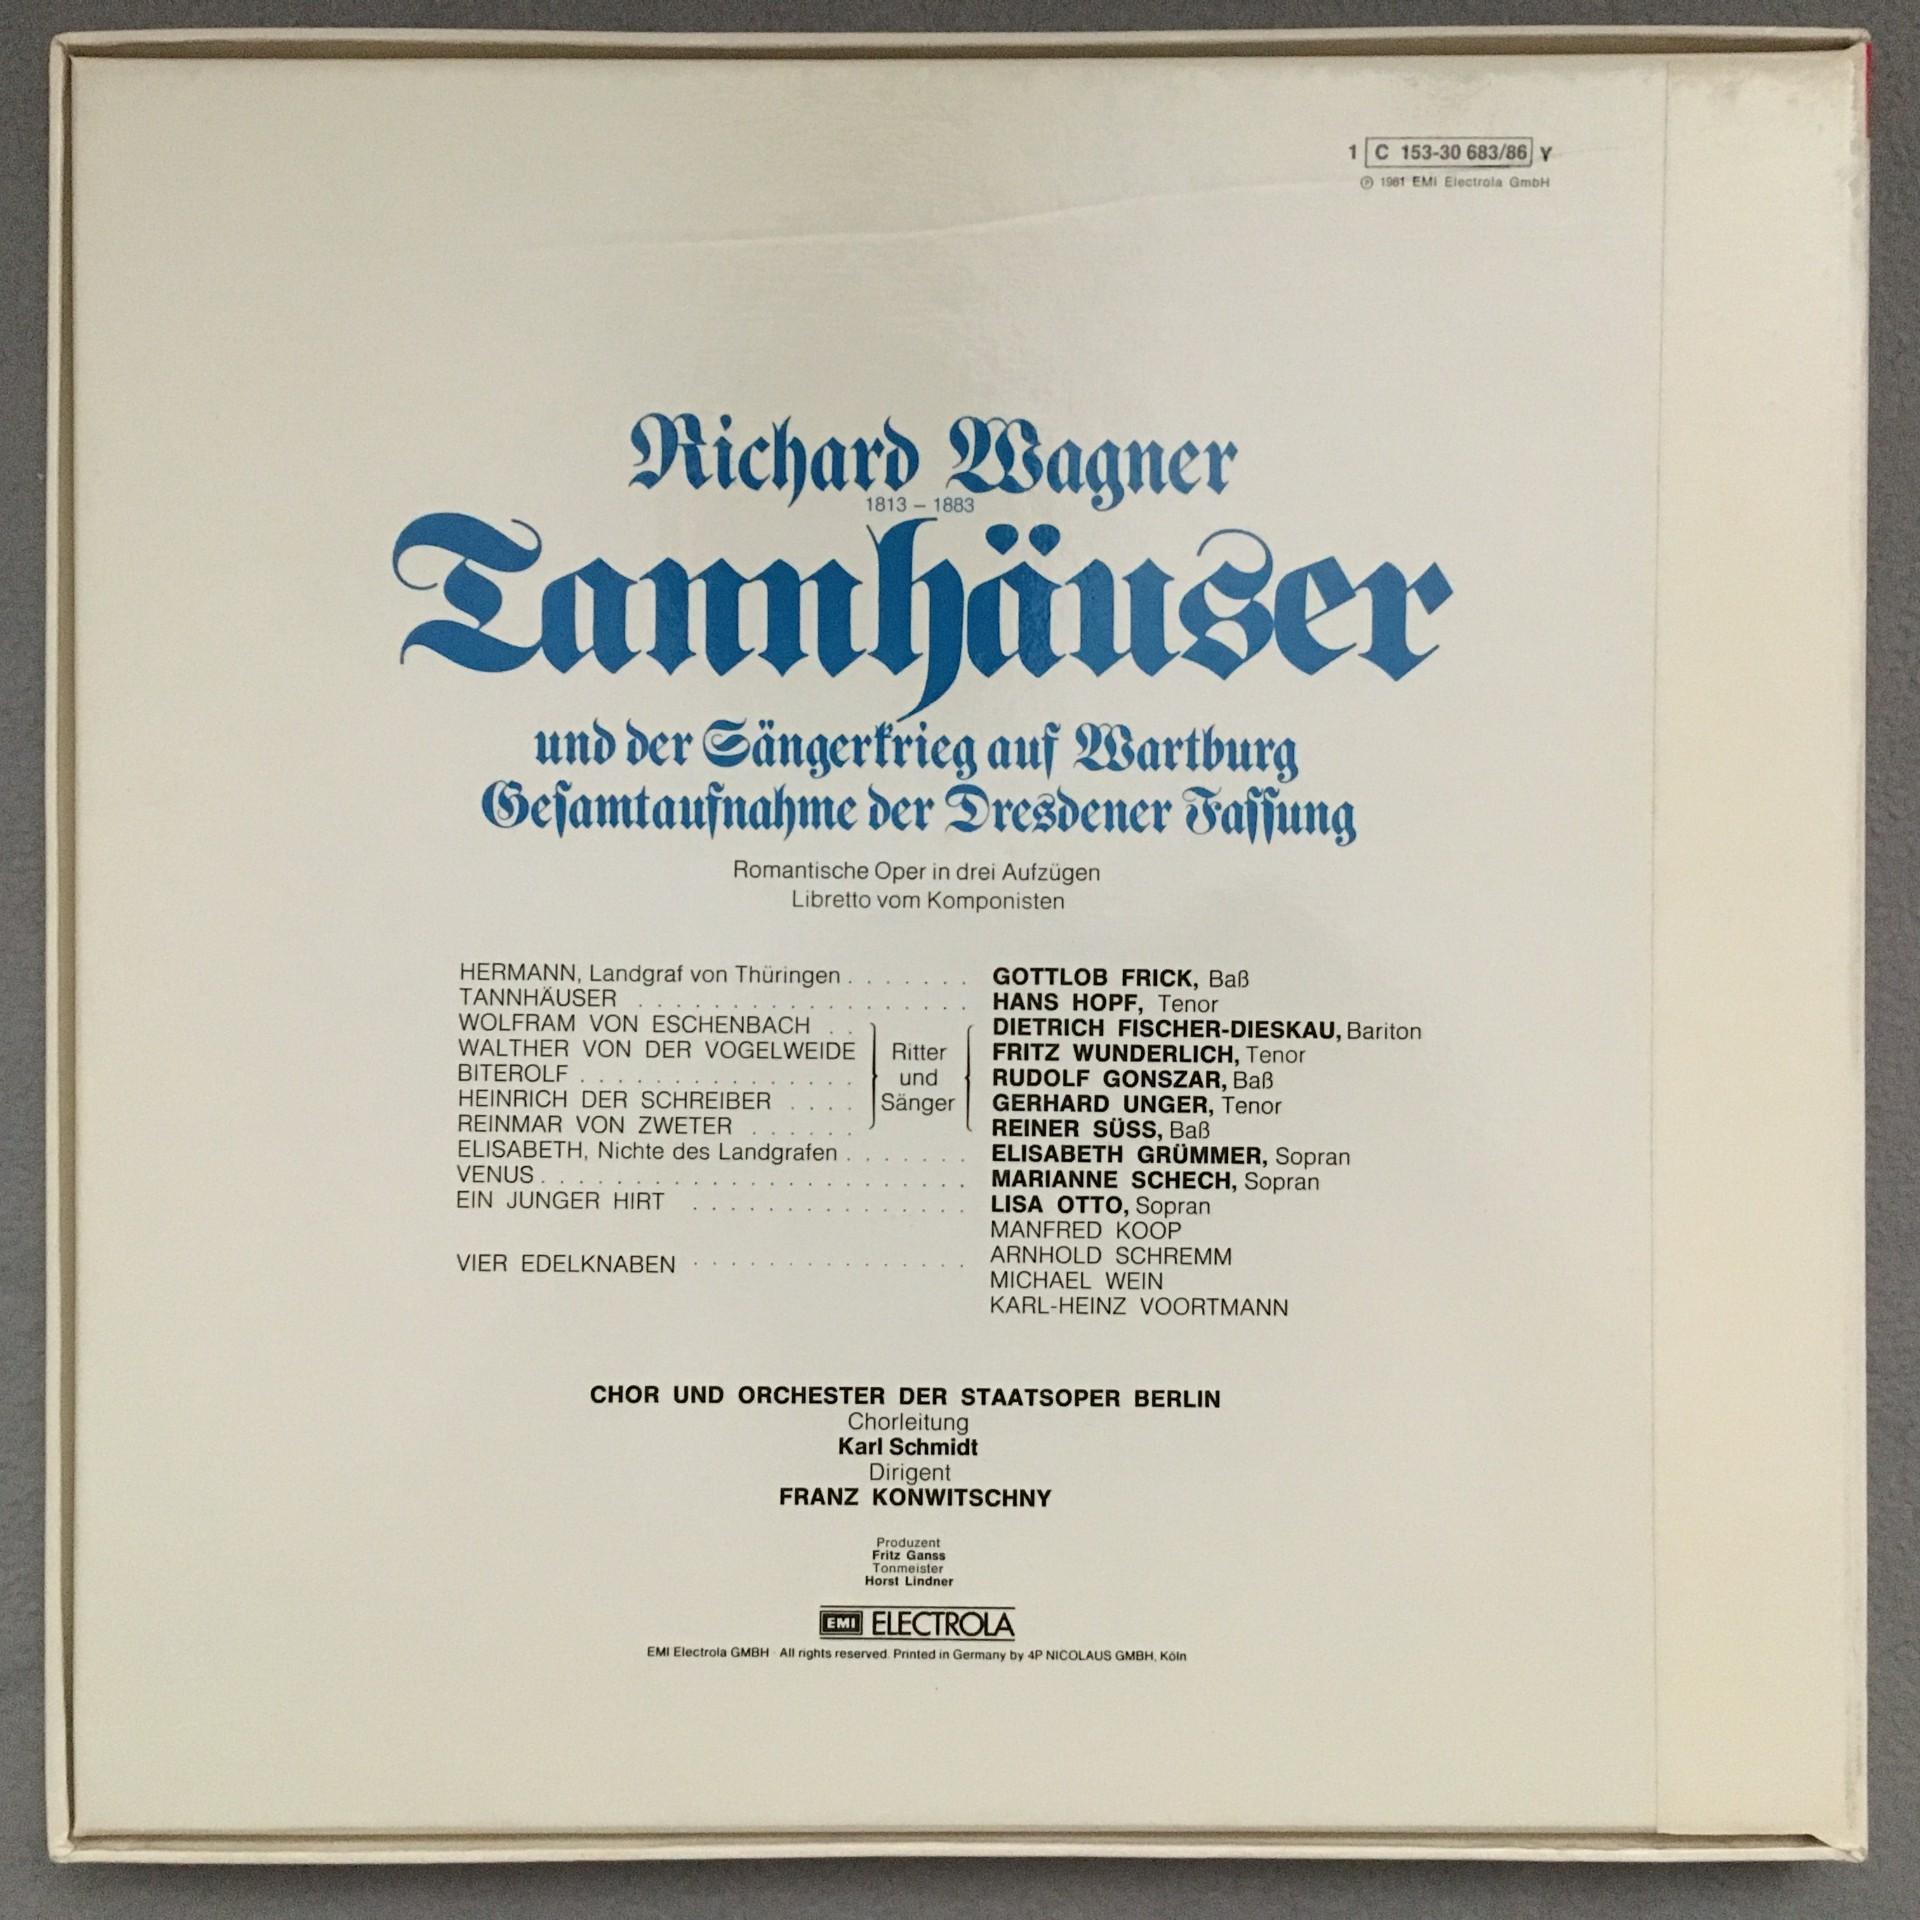 1 C 153-30 683/86 Y
℗ 1961 EMI Electrola GmbH
Richard Wagner
1813 – 1883
Tannhäuser
und der Sängerkrieg auf Wartburg
Gesamtaufnahme der Dresdener Fassung
Romantische Oper in drei Aufzügen
Libretto vom Komponisten
HERMANN, Landgraf von Thüringen . . . . . . . GOTTLOB FRICK, Baß
TANNHÄUSER . . . . . . . . . . . . . . . . . . HANS HOPF, Tenor
WOLFRAM VON ESCHENBACH . . DIETRICH FISCHER-DIESKAU, Bariton
WALTHER VON DER VOGELWEIDE Ritter FRITZ WUNDERLICH, Tenor
BITEROLF . . . . . . . . . . . . . . . und RUDOLF GONSZAR, Baß
HEINRICH DER SCHREIBER . . . . Sänger GERHARD UNGER, Tenor
REINMAR VON ZWETER . . . . . . REINER SÜSS, Baß
ELISABETH, Nichte des Landgrafen . . . . . . . ELISABETH GRÜMMER, Sopran
VENUS . . . . . . . . . . . . . . . . . . . . . . . MARIANNE SCHECH, Sopran
EIN JUNGER HIRT . . . . . . . . . . . . . . . LISA OTTO, Sopran
MANFRED KOOP
ARNHOLD SCHREMM
VIER EDELKNABEN . . . . . . . . . . . . . . .
MICHAEL WEIN
KARL-HEINZ VOORTMANN
CHOR UND ORCHESTER DER STAATSOPER BERLIN
Chorleitung
Karl Schmidt
Dirigent
FRANZ KONWITSCHNY
Produzent
Fritz Ganss
Tonmeister
Horst Lindner
EMI ELECTROLA
EMI Electrola GMBH · All rights reserved. Printed in Germany by 4P NICOLAUS GMBH, Köln